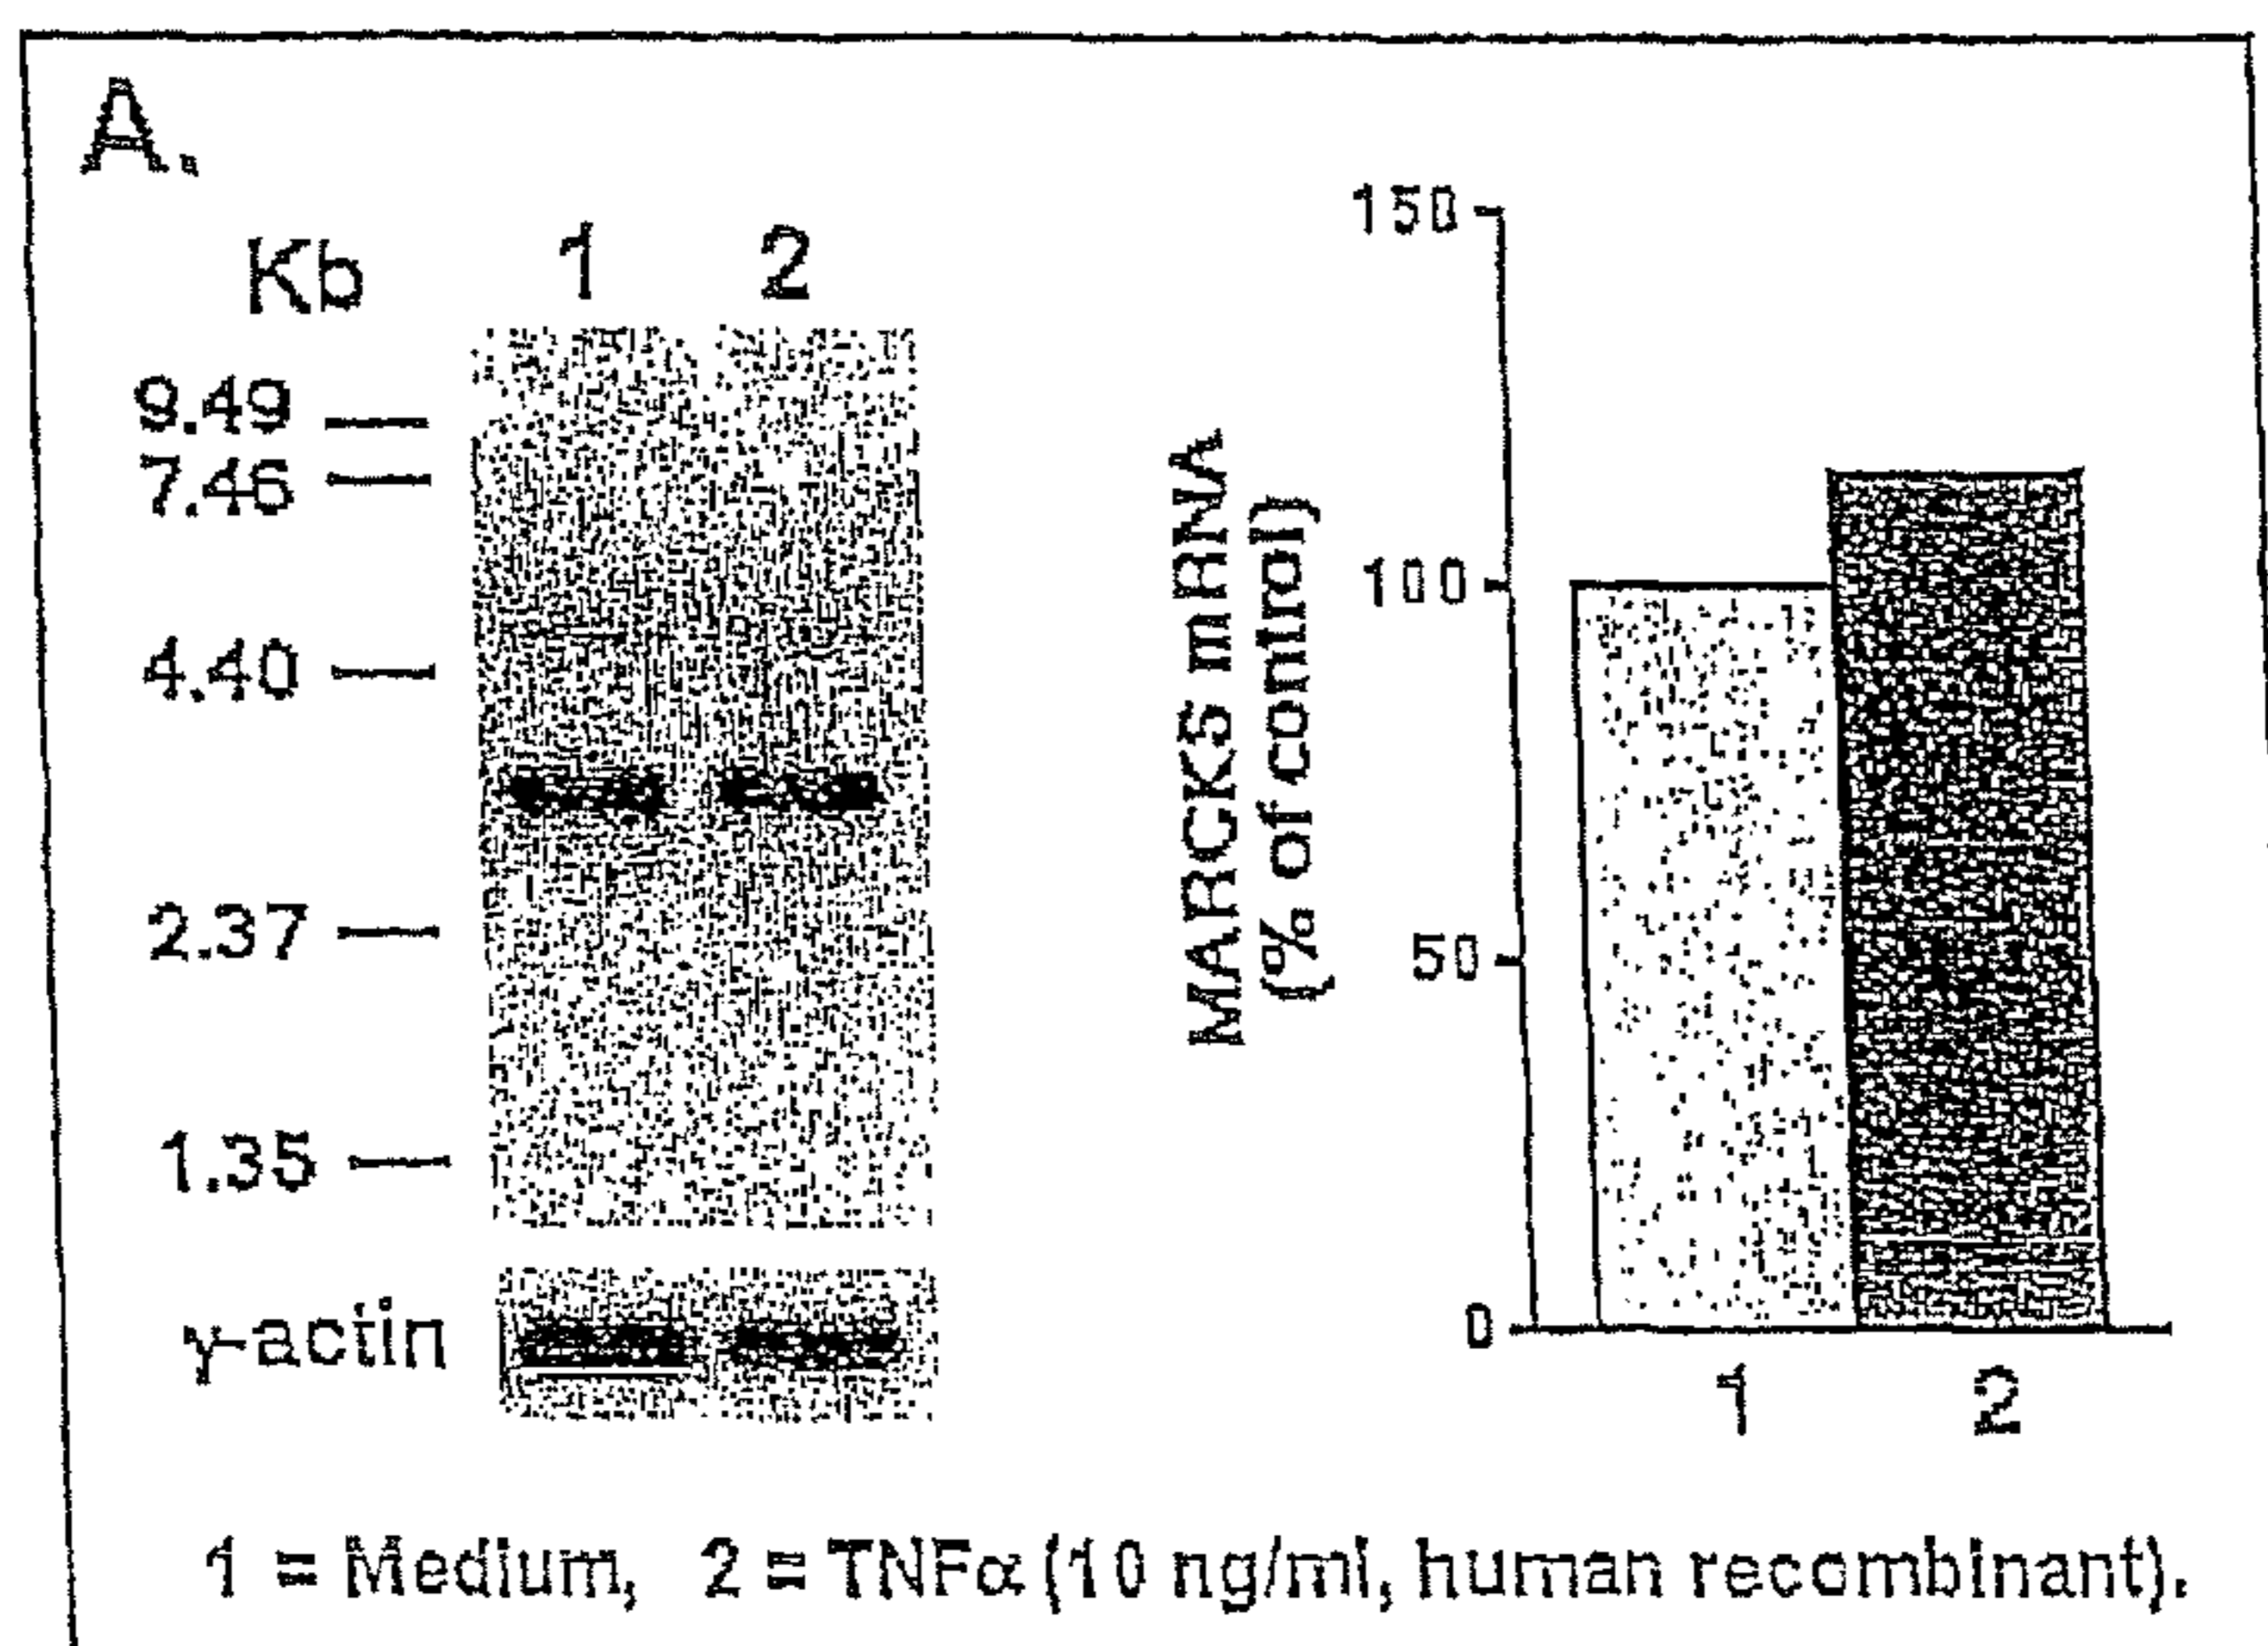 A.
Kb 1 2
9.49
7.46
4.40
2.37
1.35
γ-actin
MARCKS mRNA
(% of control)
150
100
50
0
1 2
1 = Medium, 2 = TNFα (10 ng/ml, human recombinant).